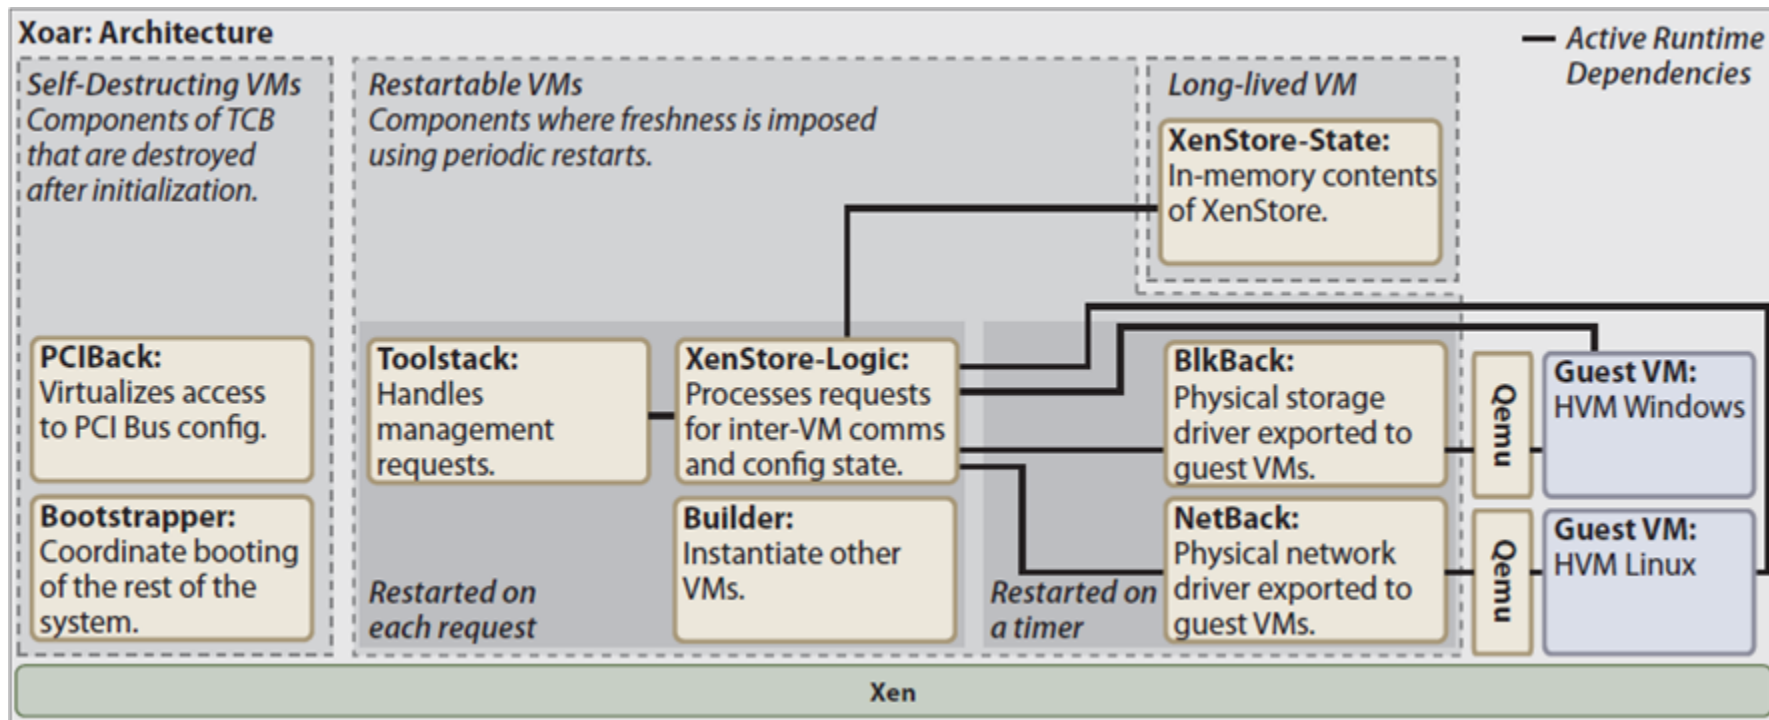 Xoar: Architecture
Active Runtime
Dependencies
Self-Destructing VMs
Components of TCB
that are destroyed
after initialization.
Restartable VMs
Components where freshness is imposed
using periodic restarts.
Long-lived VM
XenStore-State:
In-memory contents
of XenStore.
PCIBack:
Virtualizes access
to PCI Bus config.
Bootstrapper:
Coordinate booting
of the rest of the
system.
Toolstack:
Handles
management
requests.
XenStore-Logic:
Processes requests
for inter-VM comms
and config state.
Builder:
Instantiate other
VMs.
Restarted on
each request
BlkBack:
Physical storage
driver exported to
guest VMs.
NetBack:
Physical network
driver exported to
guest VMs.
Restarted on
a timer
Qemu
Guest VM:
HVM Windows
Qemu
Guest VM:
HVM Linux
Xen